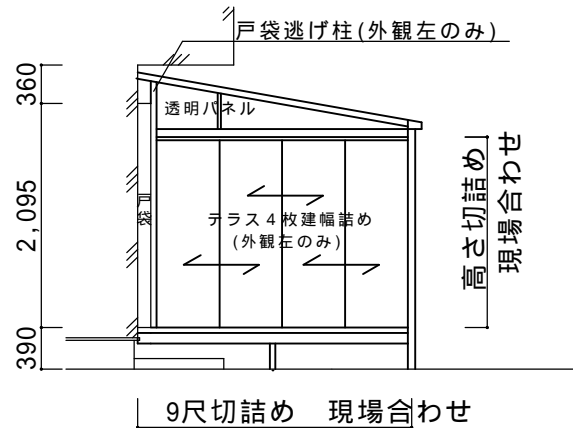 戸袋逃げ柱(外観左のみ)
360
透明パネル
2,095
戸袋
テラス4枚建幅詰め
(外観左のみ)
高さ切詰め
現場合わせ
390
9尺切詰め 現場合わせ